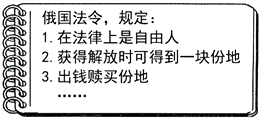 俄国法令，规定：
1.在法律上是自由人
2.获得解放时可得到一块份地
3.出钱赎买份地
……